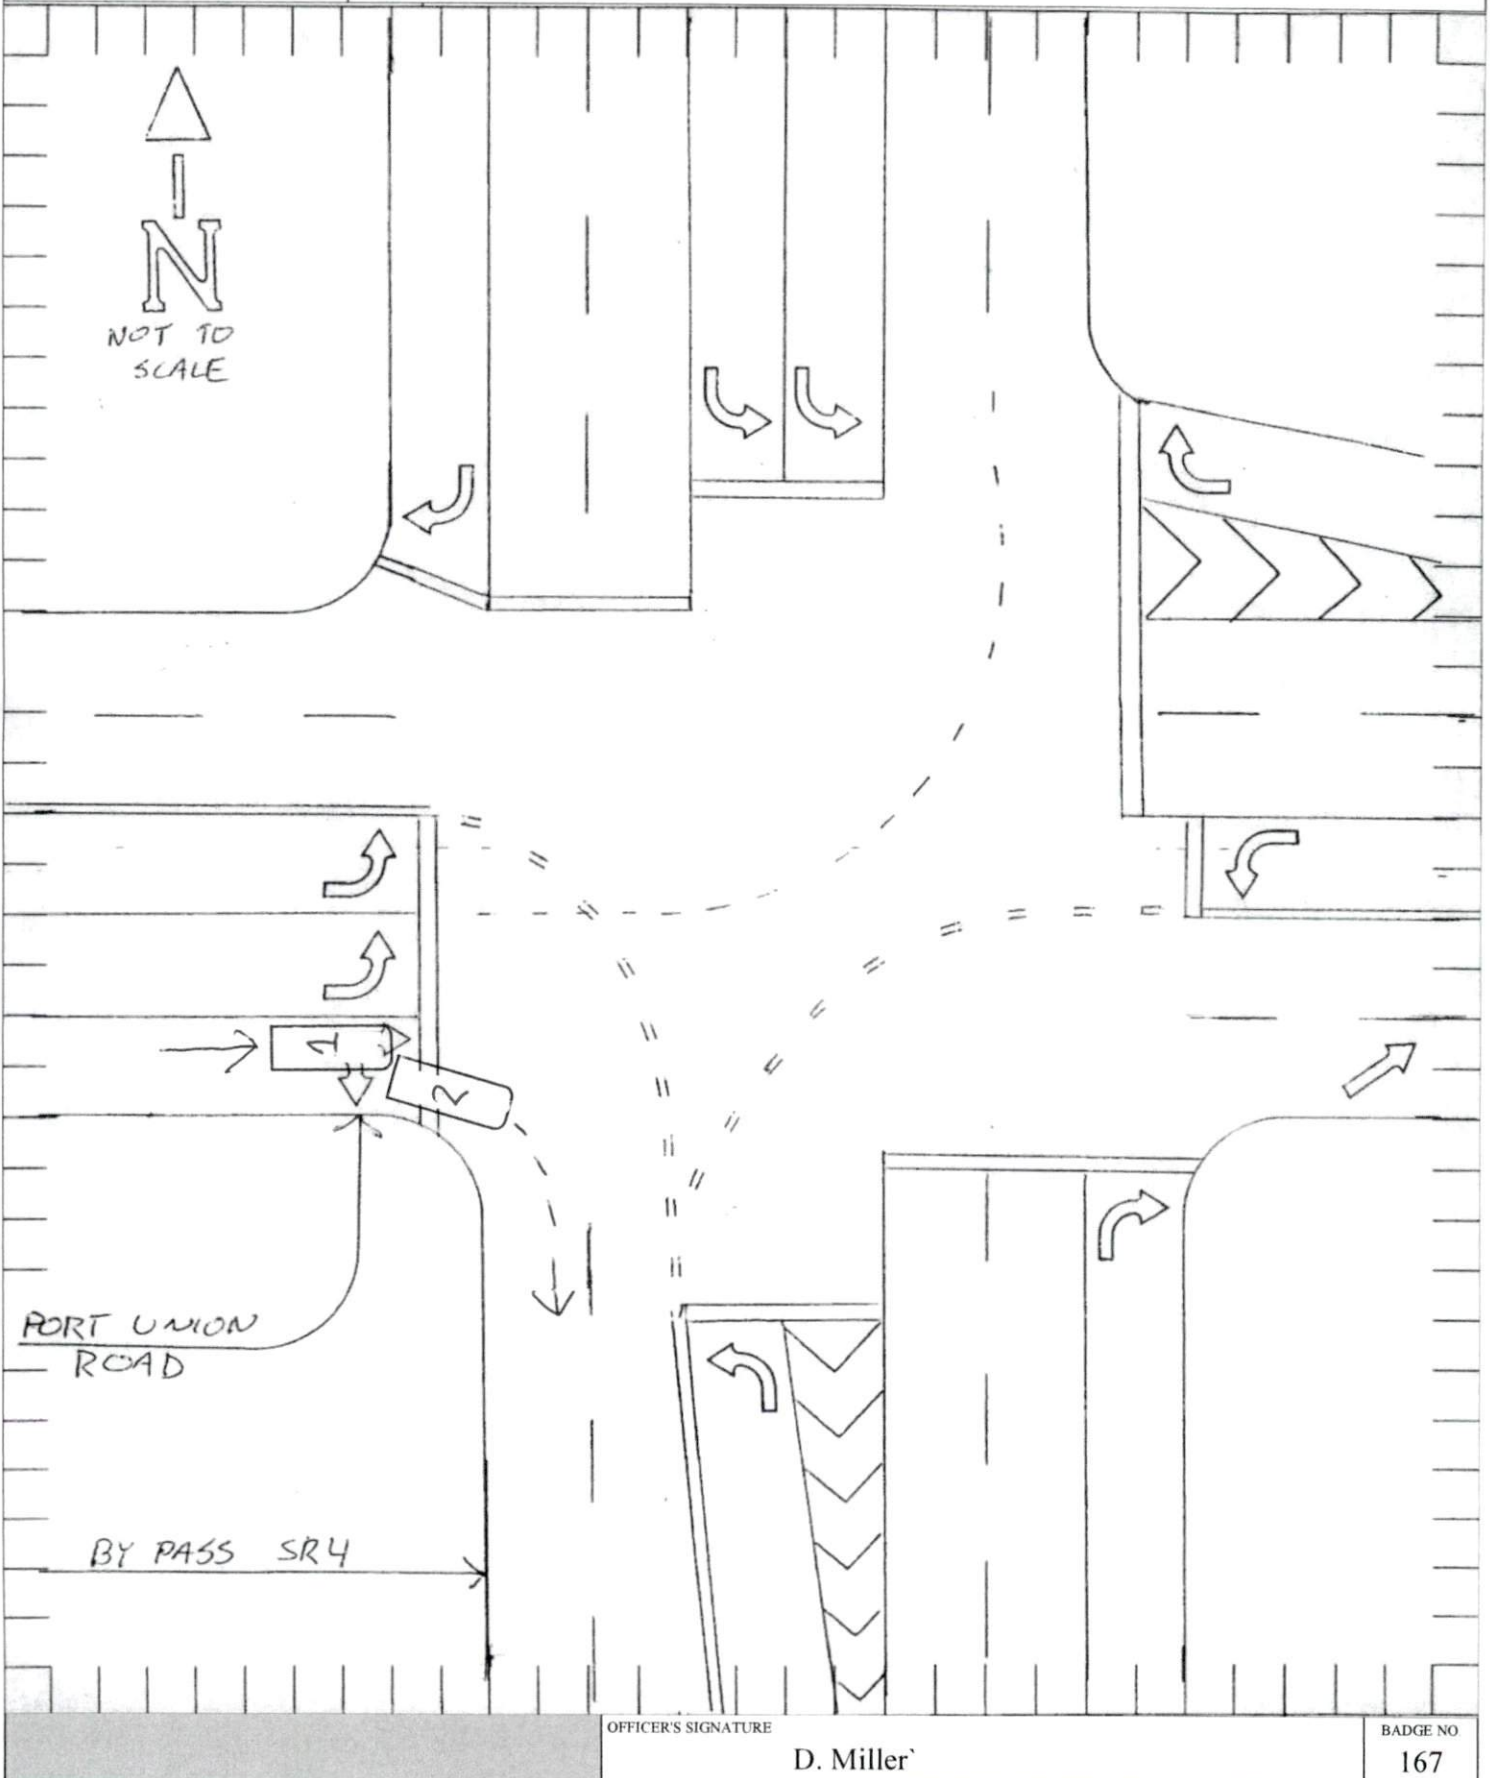 N
NOT TO
SCALE
1
2
PORT UNION
ROAD
BY PASS SR4
OFFICER'S SIGNATURE
D. Miller`
BADGE NO
167